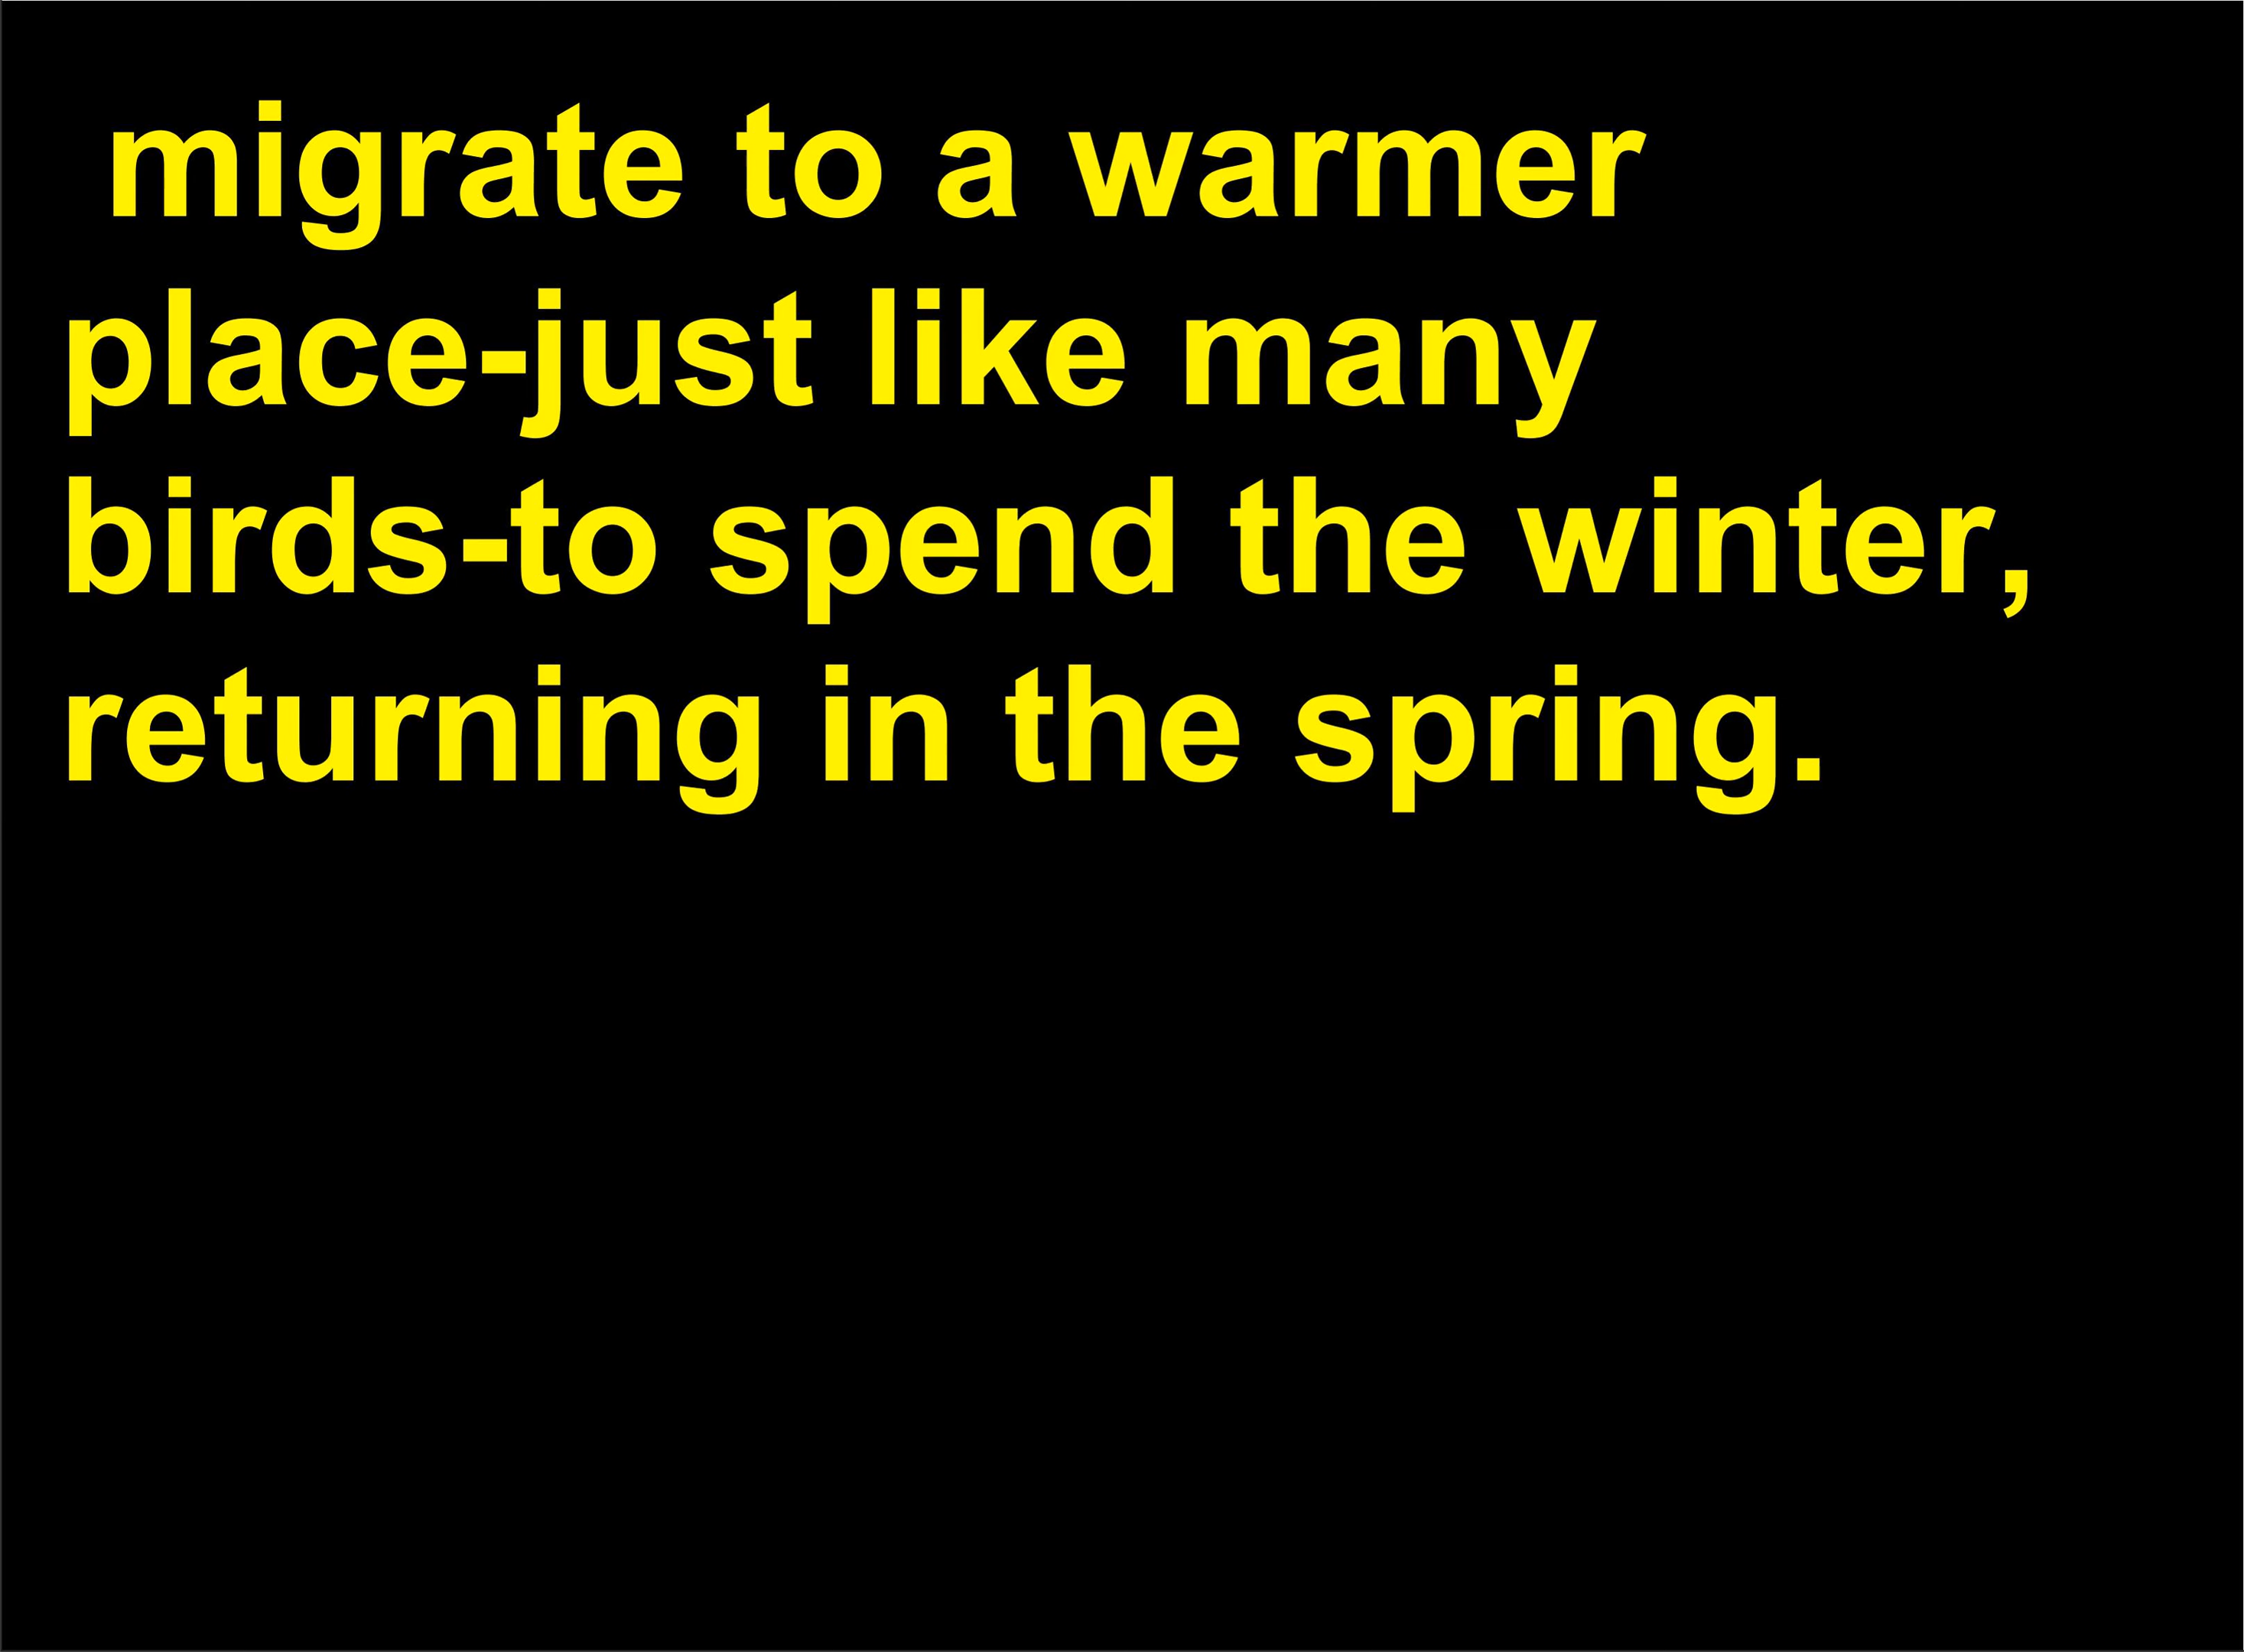 migrate to a warmer
place-just like many
birds-to spend the winter,
returning in the spring.